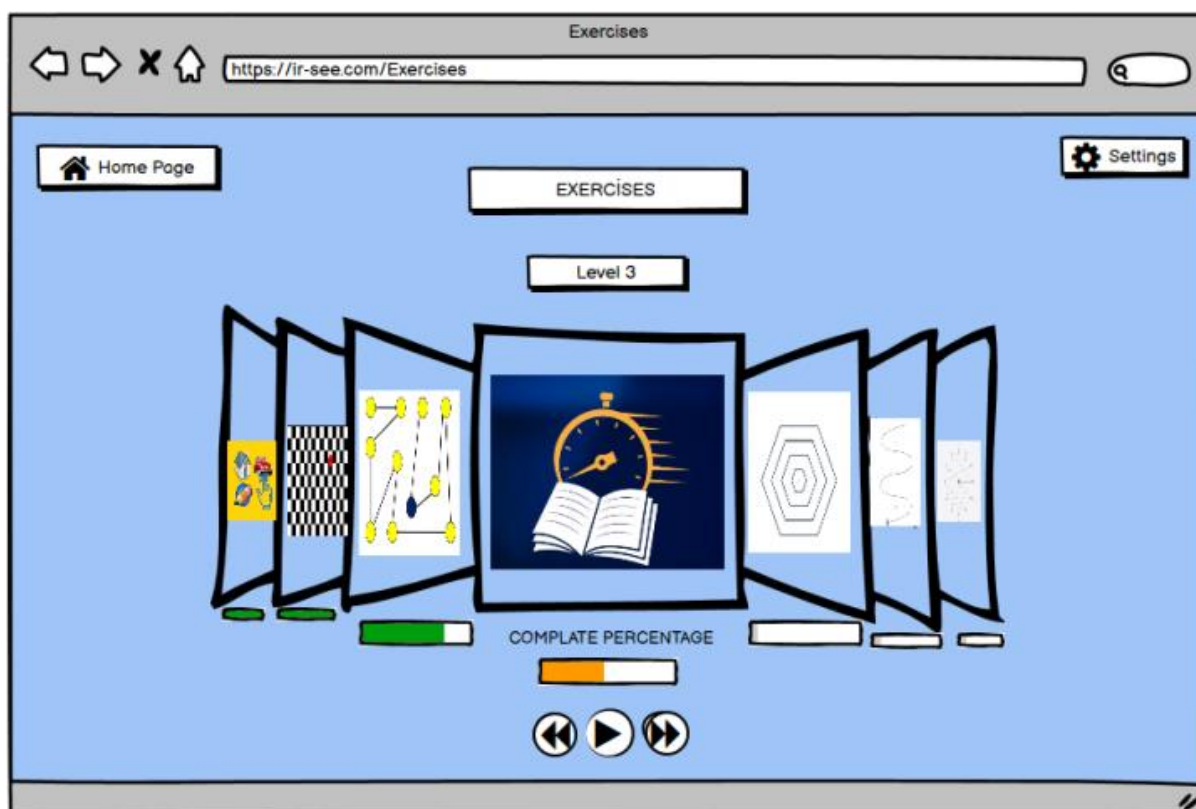 Exercises
https://ir-see.com/Exercises
Home Page
Settings
EXERCİSES
Level 3
COMPLATE PERCENTAGE